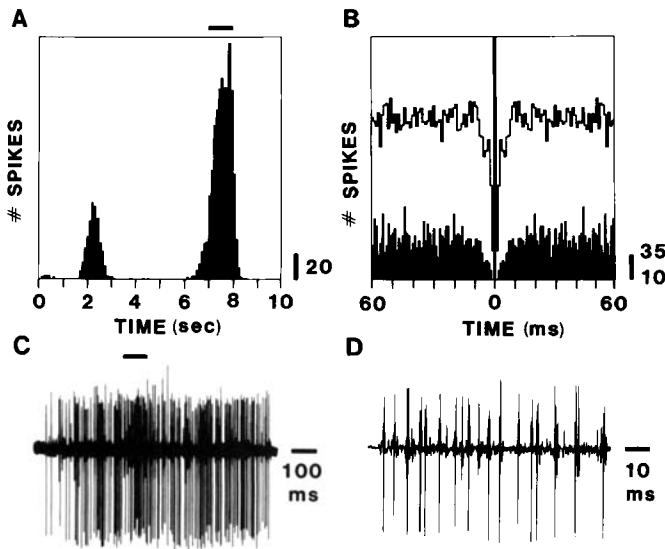 A
# SPIKES
20
0 2 4 6 8 10
TIME (sec)
B
# SPIKES
35
10
60 0 60
TIME (ms)
C
100
ms
D
10
ms